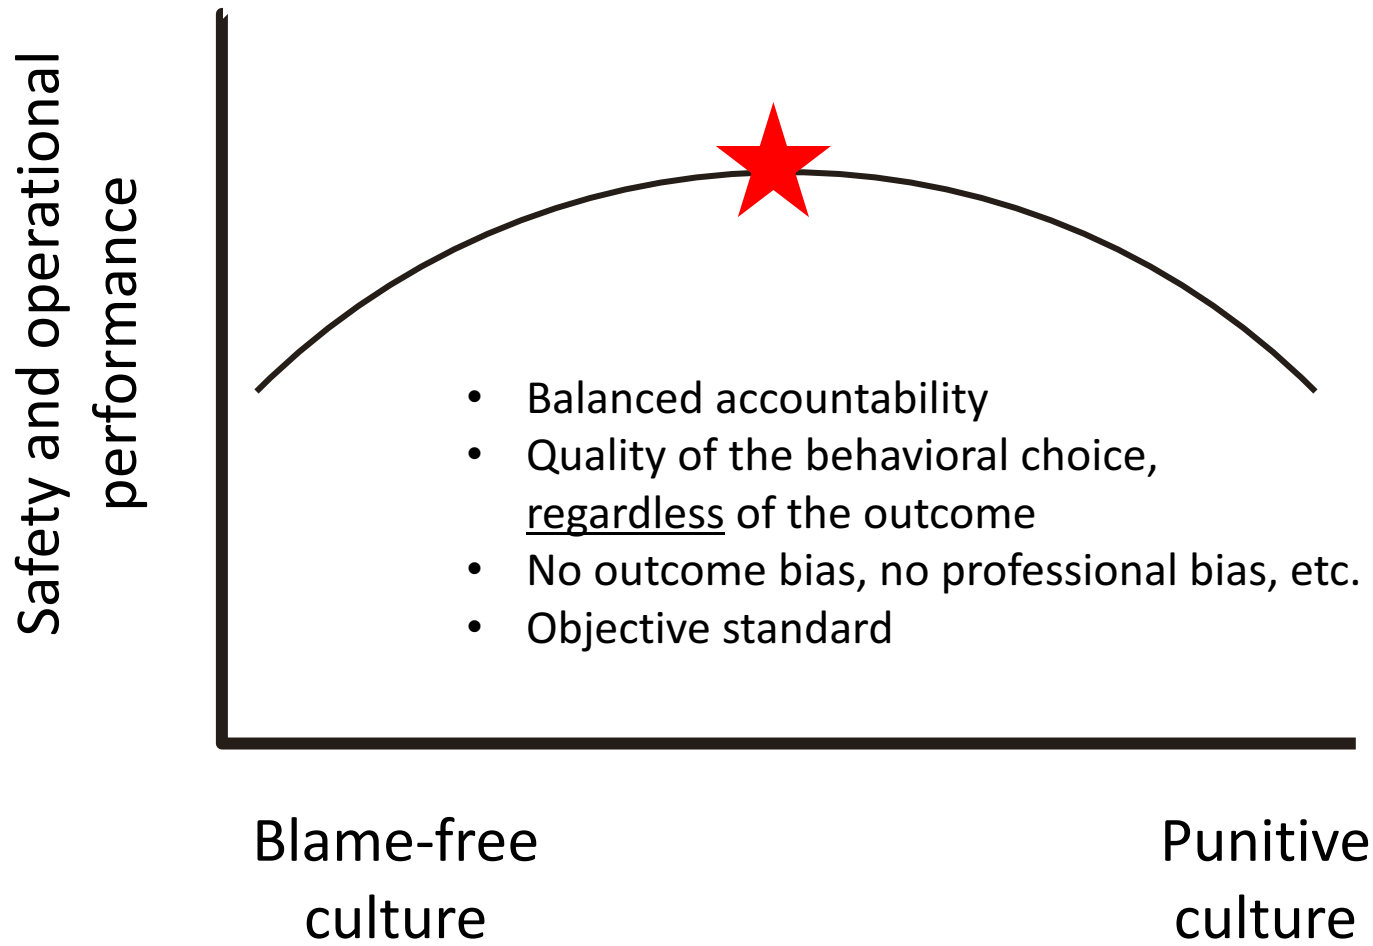 Safety and operational
performance
• Balanced accountability
• Quality of the behavioral choice,
regardless of the outcome
• No outcome bias, no professional bias, etc.
• Objective standard
Blame-free
culture
Punitive
culture